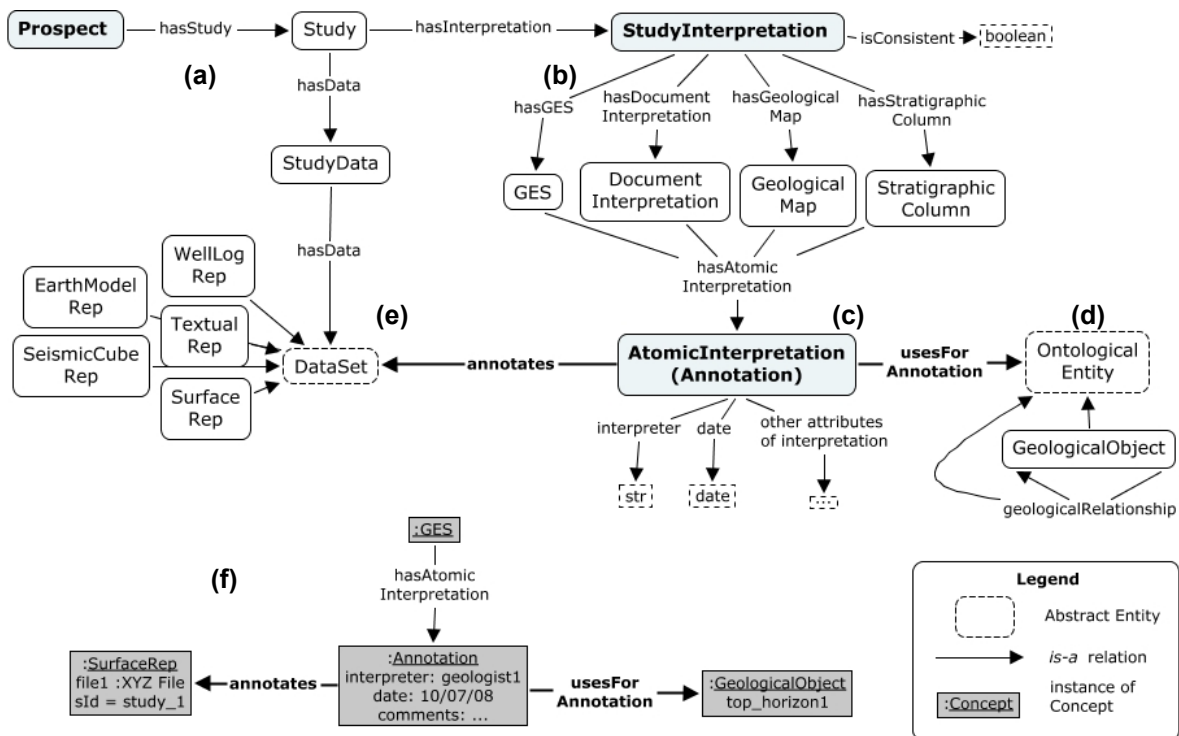 Prospect
hasStudy
Study
hasInterpretation
StudyInterpretation
isConsistent
boolean
(a)
(b)
hasData
hasGES
hasDocument
Interpretation
hasGeological
Map
hasStratigraphic
Column
StudyData
GES
Document
Interpretation
Geological
Map
Stratigraphic
Column
hasData
WellLog
Rep
EarthModel
Rep
Textual
Rep
SeismicCube
Rep
Surface
Rep
(e)
DataSet
hasAtomic
Interpretation
(c)
(d)
annotates
AtomicInterpretation
(Annotation)
usesFor
Annotation
Ontological
Entity
interpreter
date
other attributes
of interpretation
str
date
...
GeologicalObject
geologicalRelationship
:GES
(f)
hasAtomic
Interpretation
:SurfaceRep
file1 :XYZ File
sId = study_1
annotates
:Annotation
interpreter: geologist1
date: 10/07/08
comments: ...
usesFor
Annotation
:GeologicalObject
top_horizon1
Legend
Abstract Entity
is-a relation
:Concept
instance of
Concept